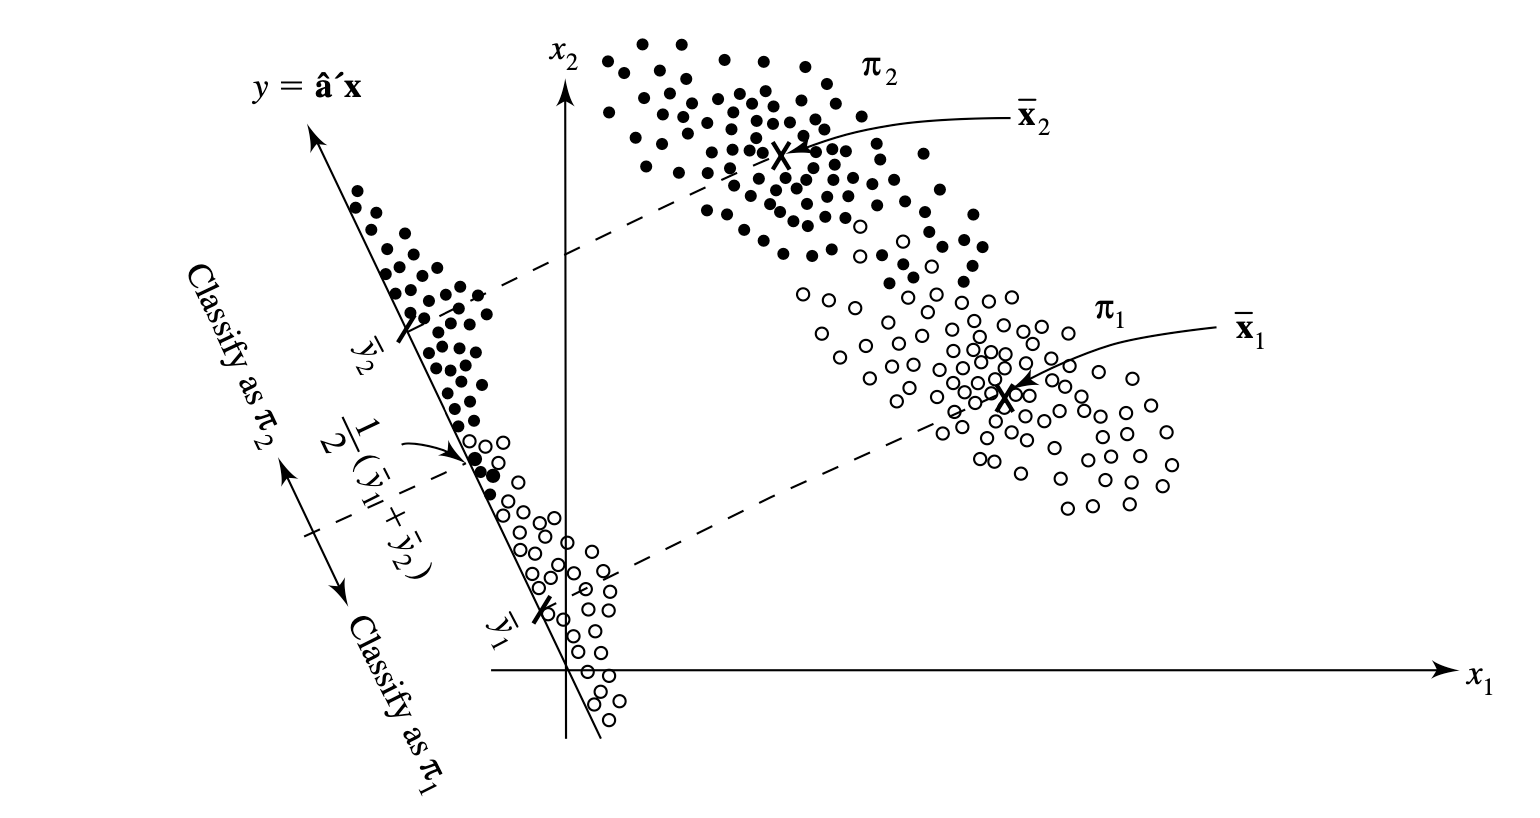 x₂
π₂
y = â′x
x̄₂
π₁
x̄₁
ȳ₂
Classify as π₂
½(ȳ₁ + ȳ₂)
ȳ₁
Classify as π₁
x₁